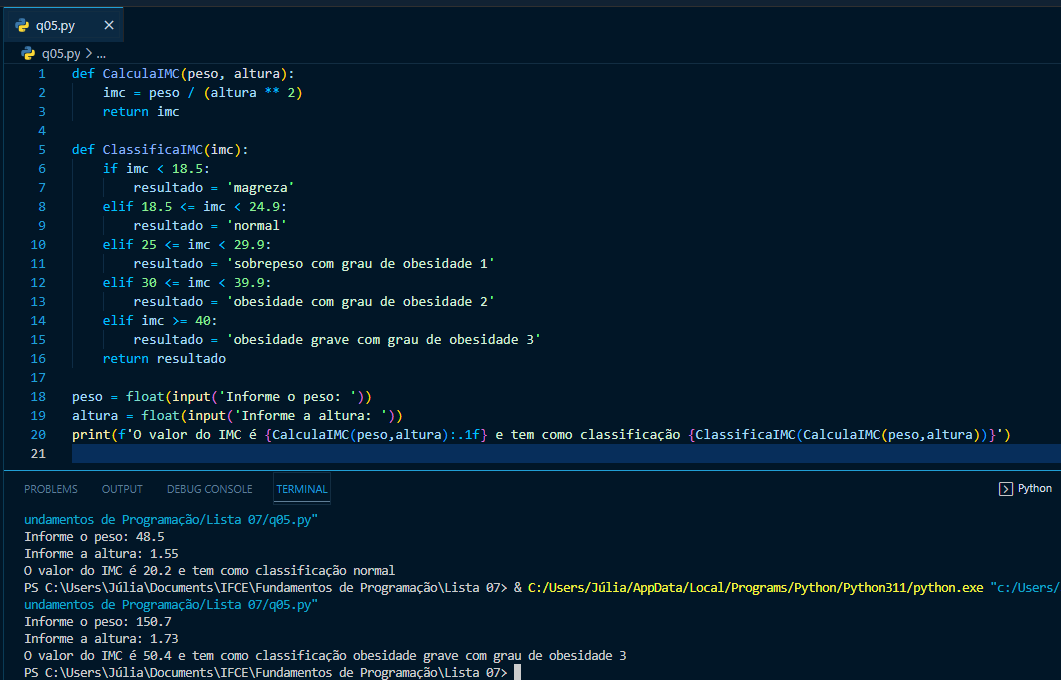 q05.py ×
q05.py > ...
1 def CalculaIMC(peso, altura):
2     imc = peso / (altura ** 2)
3     return imc
4
5 def ClassificaIMC(imc):
6     if imc < 18.5:
7         resultado = 'magreza'
8     elif 18.5 <= imc < 24.9:
9         resultado = 'normal'
10     elif 25 <= imc < 29.9:
11         resultado = 'sobrepeso com grau de obesidade 1'
12     elif 30 <= imc < 39.9:
13         resultado = 'obesidade com grau de obesidade 2'
14     elif imc >= 40:
15         resultado = 'obesidade grave com grau de obesidade 3'
16     return resultado
17
18 peso = float(input('Informe o peso: '))
19 altura = float(input('Informe a altura: '))
20 print(f'O valor do IMC é {CalculaIMC(peso,altura):.1f} e tem como classificação {ClassificaIMC(CalculaIMC(peso,altura))}')
21
PROBLEMS OUTPUT DEBUG CONSOLE TERMINAL Python
undamentos de Programação/Lista 07/q05.py"
Informe o peso: 48.5
Informe a altura: 1.55
O valor do IMC é 20.2 e tem como classificação normal
PS C:\Users\Júlia\Documents\IFCE\Fundamentos de Programação\Lista 07> & C:/Users/Júlia/AppData/Local/Programs/Python/Python311/python.exe "c:/Users/
undamentos de Programação/Lista 07/q05.py"
Informe o peso: 150.7
Informe a altura: 1.73
O valor do IMC é 50.4 e tem como classificação obesidade grave com grau de obesidade 3
PS C:\Users\Júlia\Documents\IFCE\Fundamentos de Programação\Lista 07>